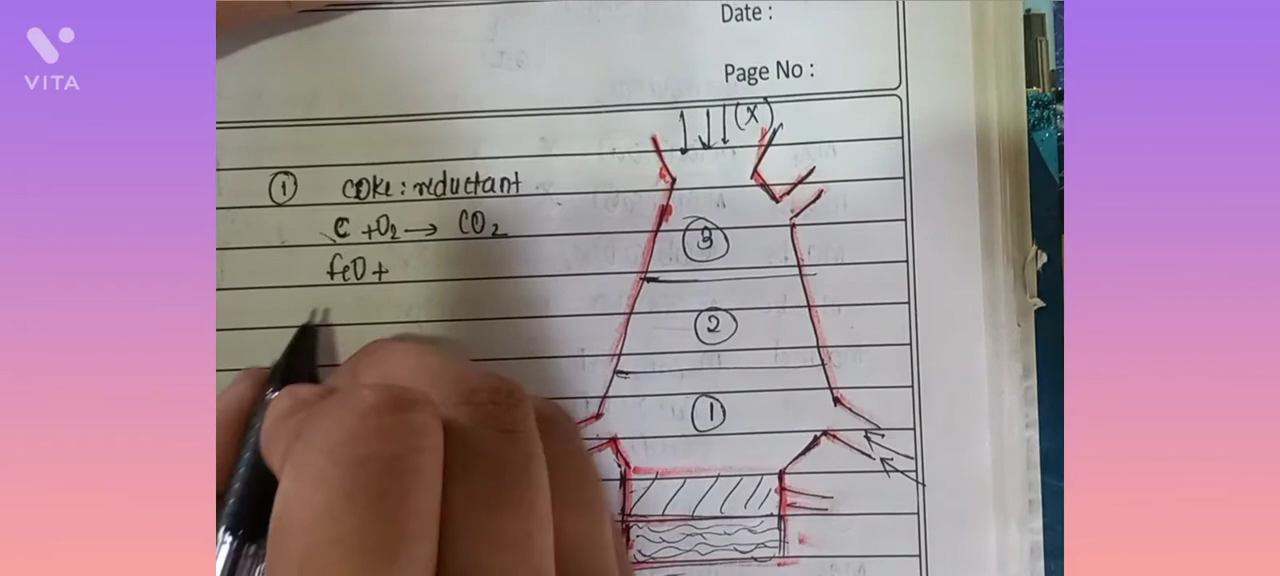 VITA
Date :
Page No :
(x)
① COKE : reductant
C + O₂ → CO₂
feO +
③
②
①